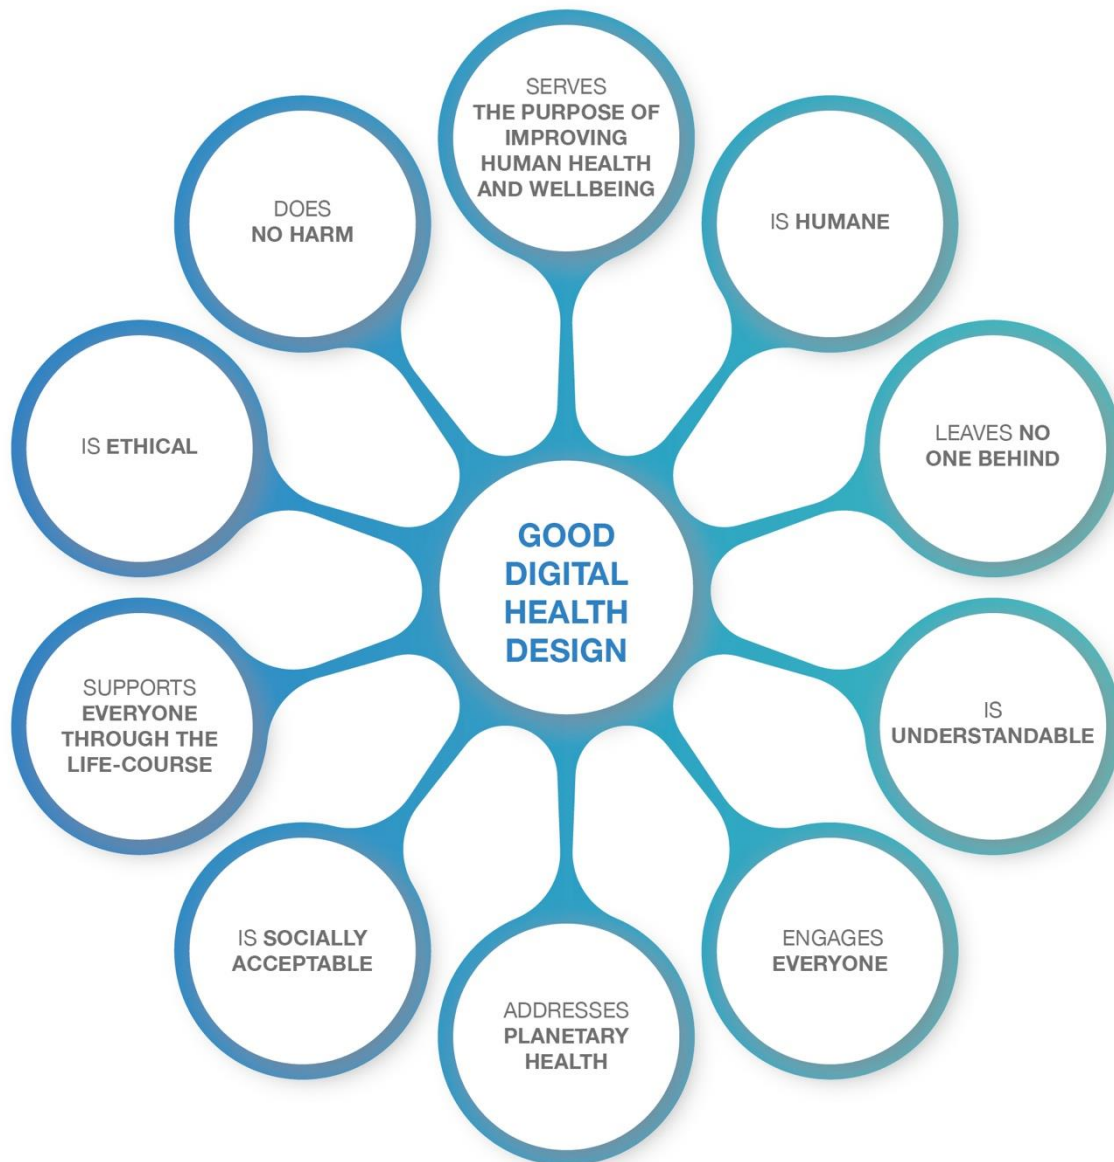 GOOD
DIGITAL
HEALTH
DESIGN
SERVES
THE PURPOSE OF
IMPROVING
HUMAN HEALTH
AND WELLBEING
IS HUMANE
LEAVES NO
ONE BEHIND
IS
UNDERSTANDABLE
ENGAGES
EVERYONE
ADDRESSES
PLANETARY
HEALTH
IS SOCIALLY
ACCEPTABLE
SUPPORTS
EVERYONE
THROUGH THE
LIFE-COURSE
IS ETHICAL
DOES
NO HARM